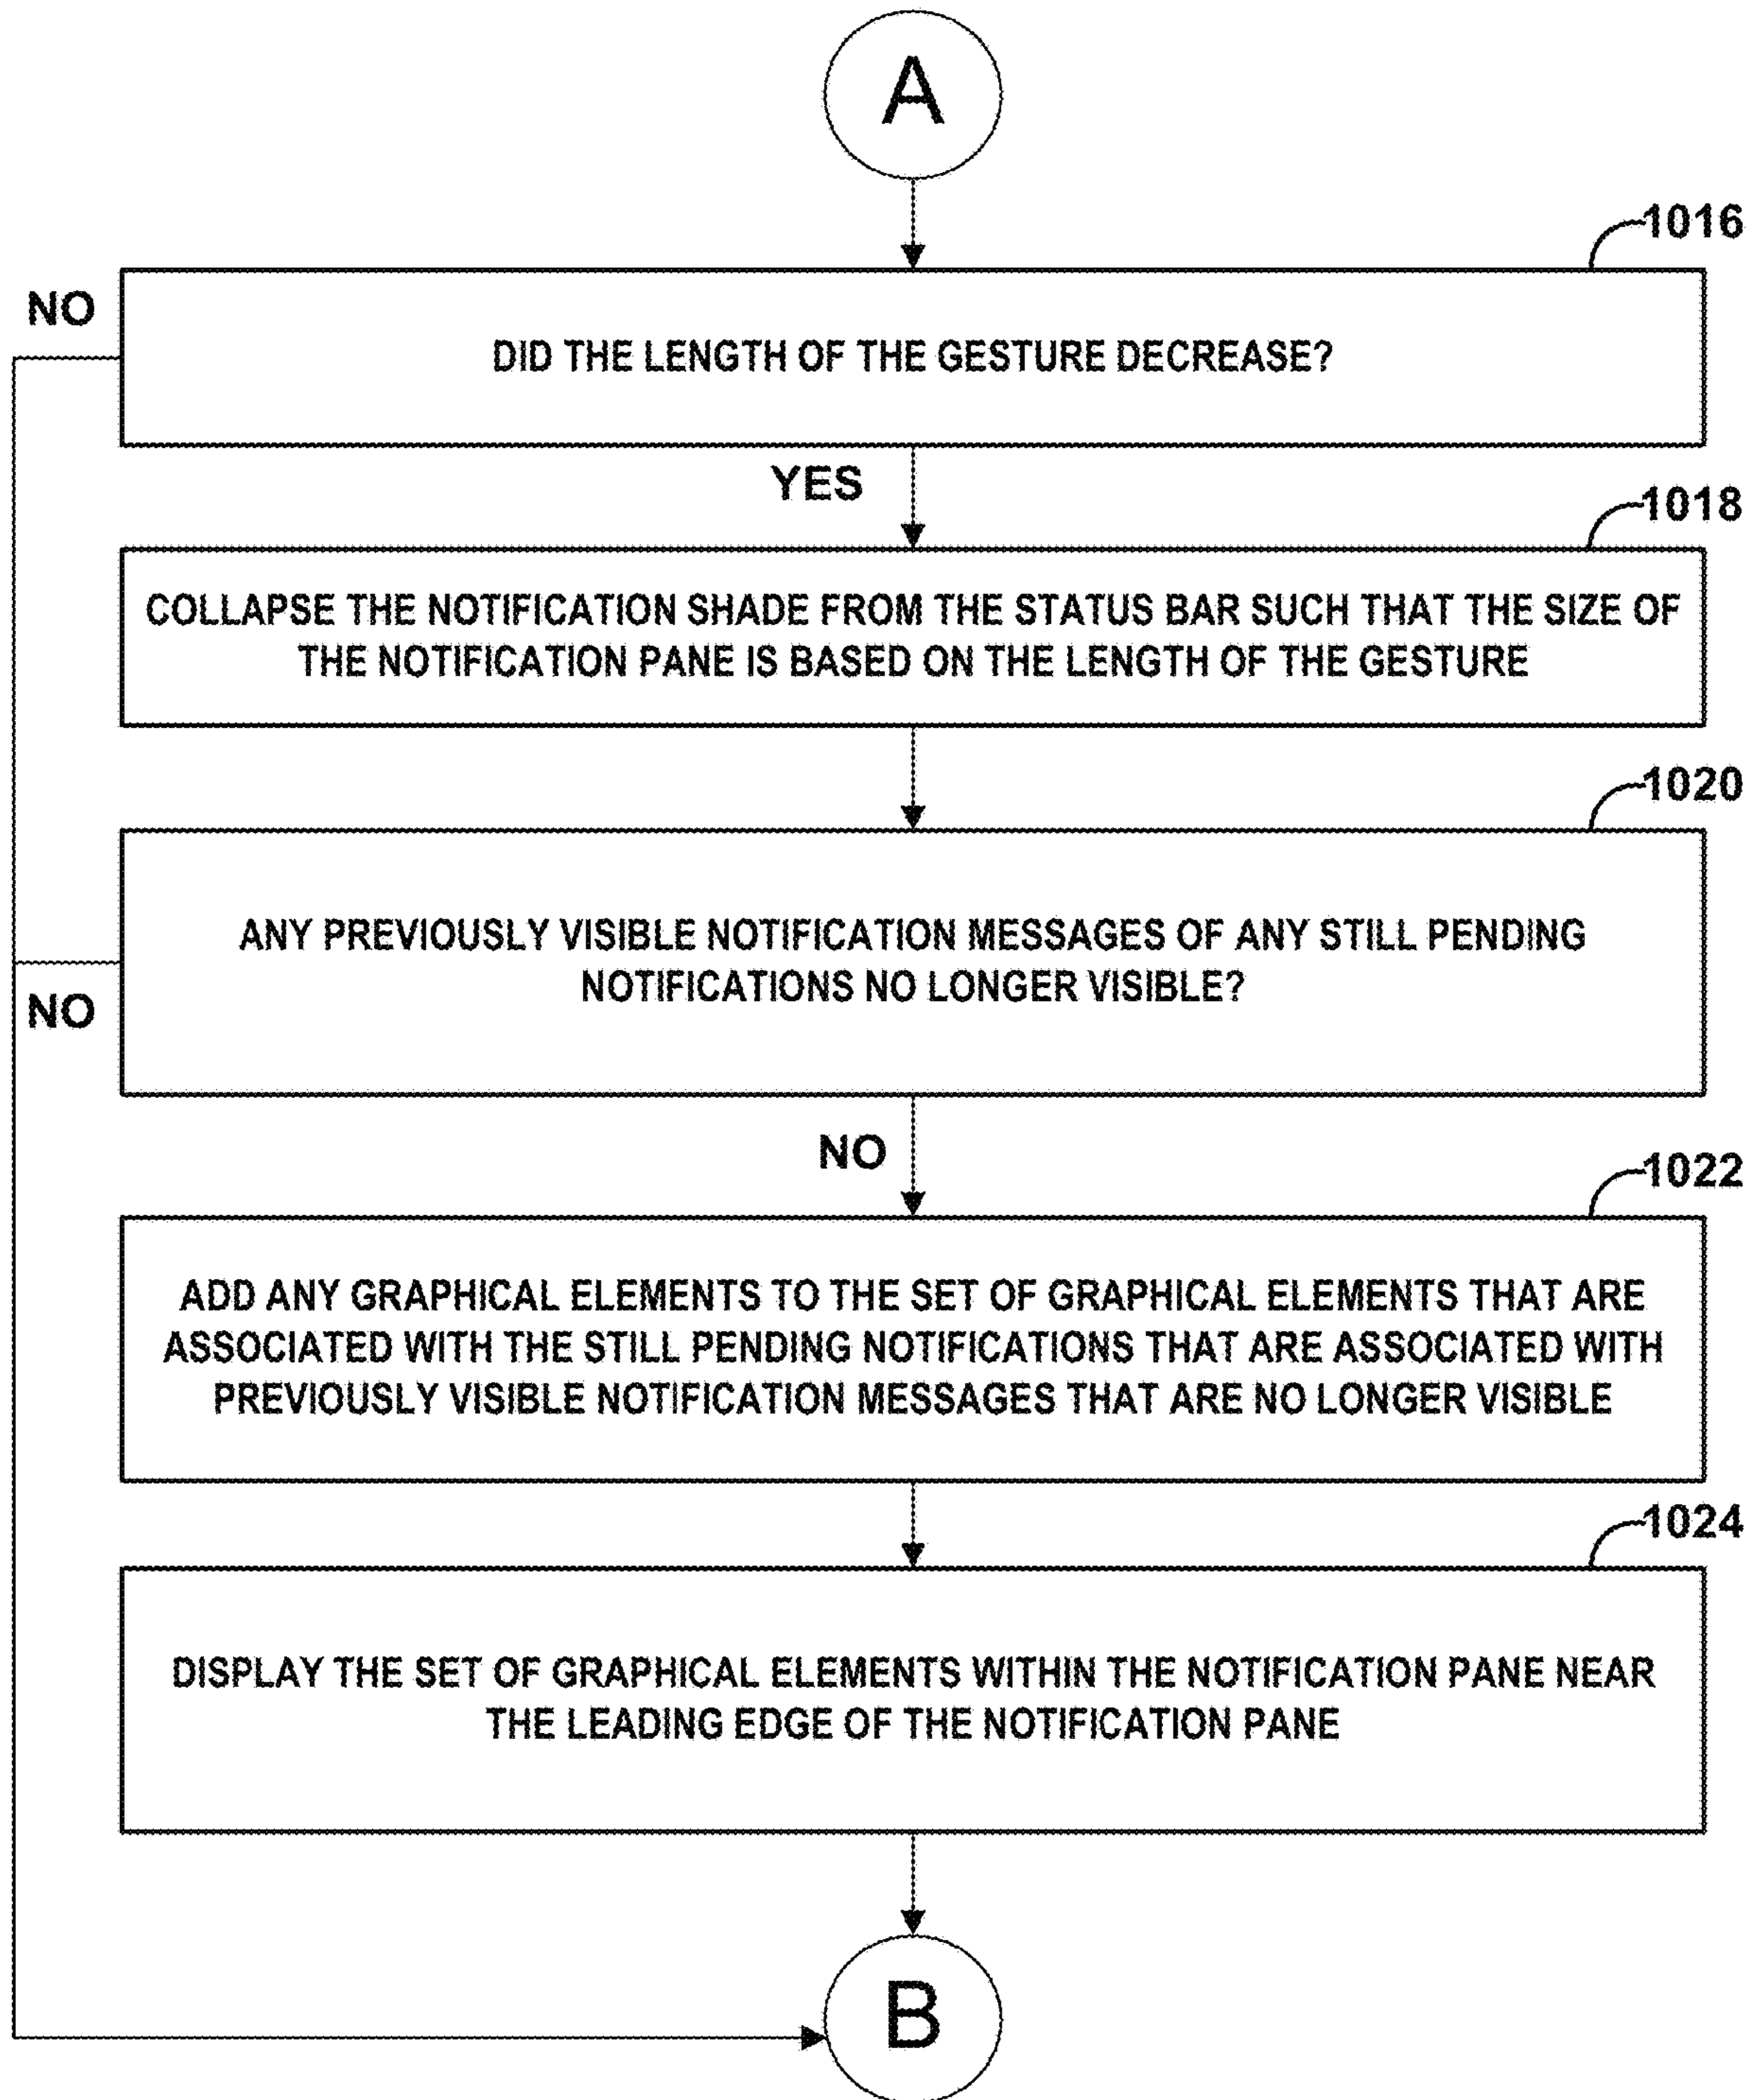 A
1016
NO
DID THE LENGTH OF THE GESTURE DECREASE?
YES
1018
COLLAPSE THE NOTIFICATION SHADE FROM THE STATUS BAR SUCH THAT THE SIZE OF
THE NOTIFICATION PANE IS BASED ON THE LENGTH OF THE GESTURE
1020
ANY PREVIOUSLY VISIBLE NOTIFICATION MESSAGES OF ANY STILL PENDING
NOTIFICATIONS NO LONGER VISIBLE?
NO
NO
1022
ADD ANY GRAPHICAL ELEMENTS TO THE SET OF GRAPHICAL ELEMENTS THAT ARE
ASSOCIATED WITH THE STILL PENDING NOTIFICATIONS THAT ARE ASSOCIATED WITH
PREVIOUSLY VISIBLE NOTIFICATION MESSAGES THAT ARE NO LONGER VISIBLE
1024
DISPLAY THE SET OF GRAPHICAL ELEMENTS WITHIN THE NOTIFICATION PANE NEAR
THE LEADING EDGE OF THE NOTIFICATION PANE
B